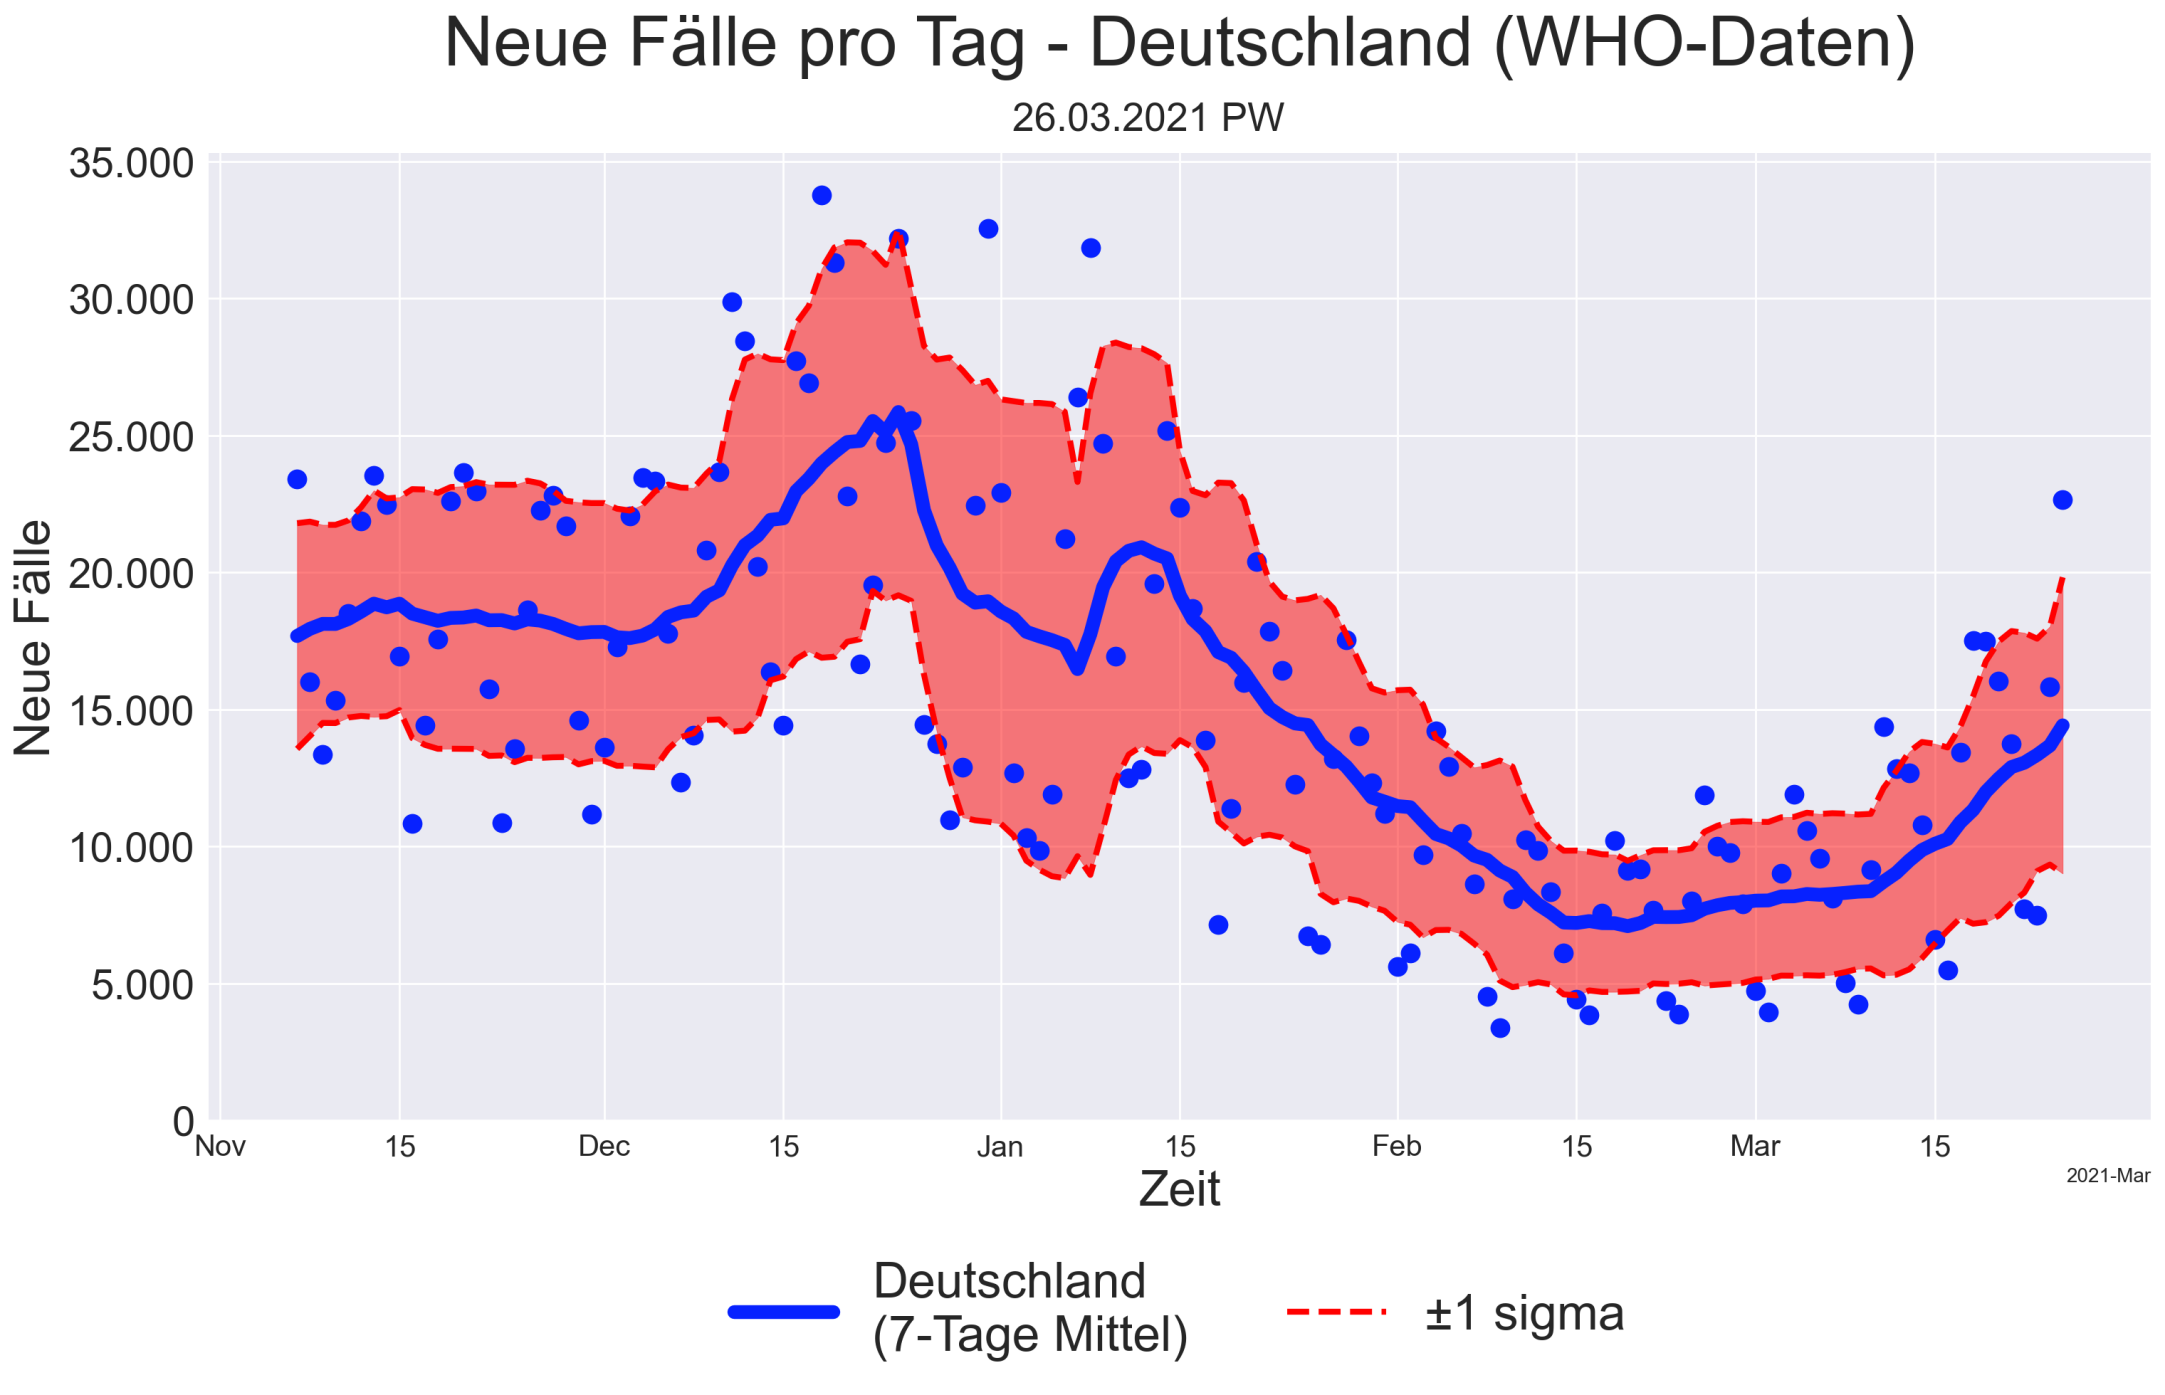 Neue Fälle pro Tag - Deutschland (WHO-Daten)
26.03.2021 PW
35.000
30.000
25.000
20.000
15.000
10.000
5.000
0
Neue Fälle
Nov 15 Dec 15 Jan 15 Feb 15 Mar 15
2021-Mar
Zeit
Deutschland
(7-Tage Mittel)
±1 sigma